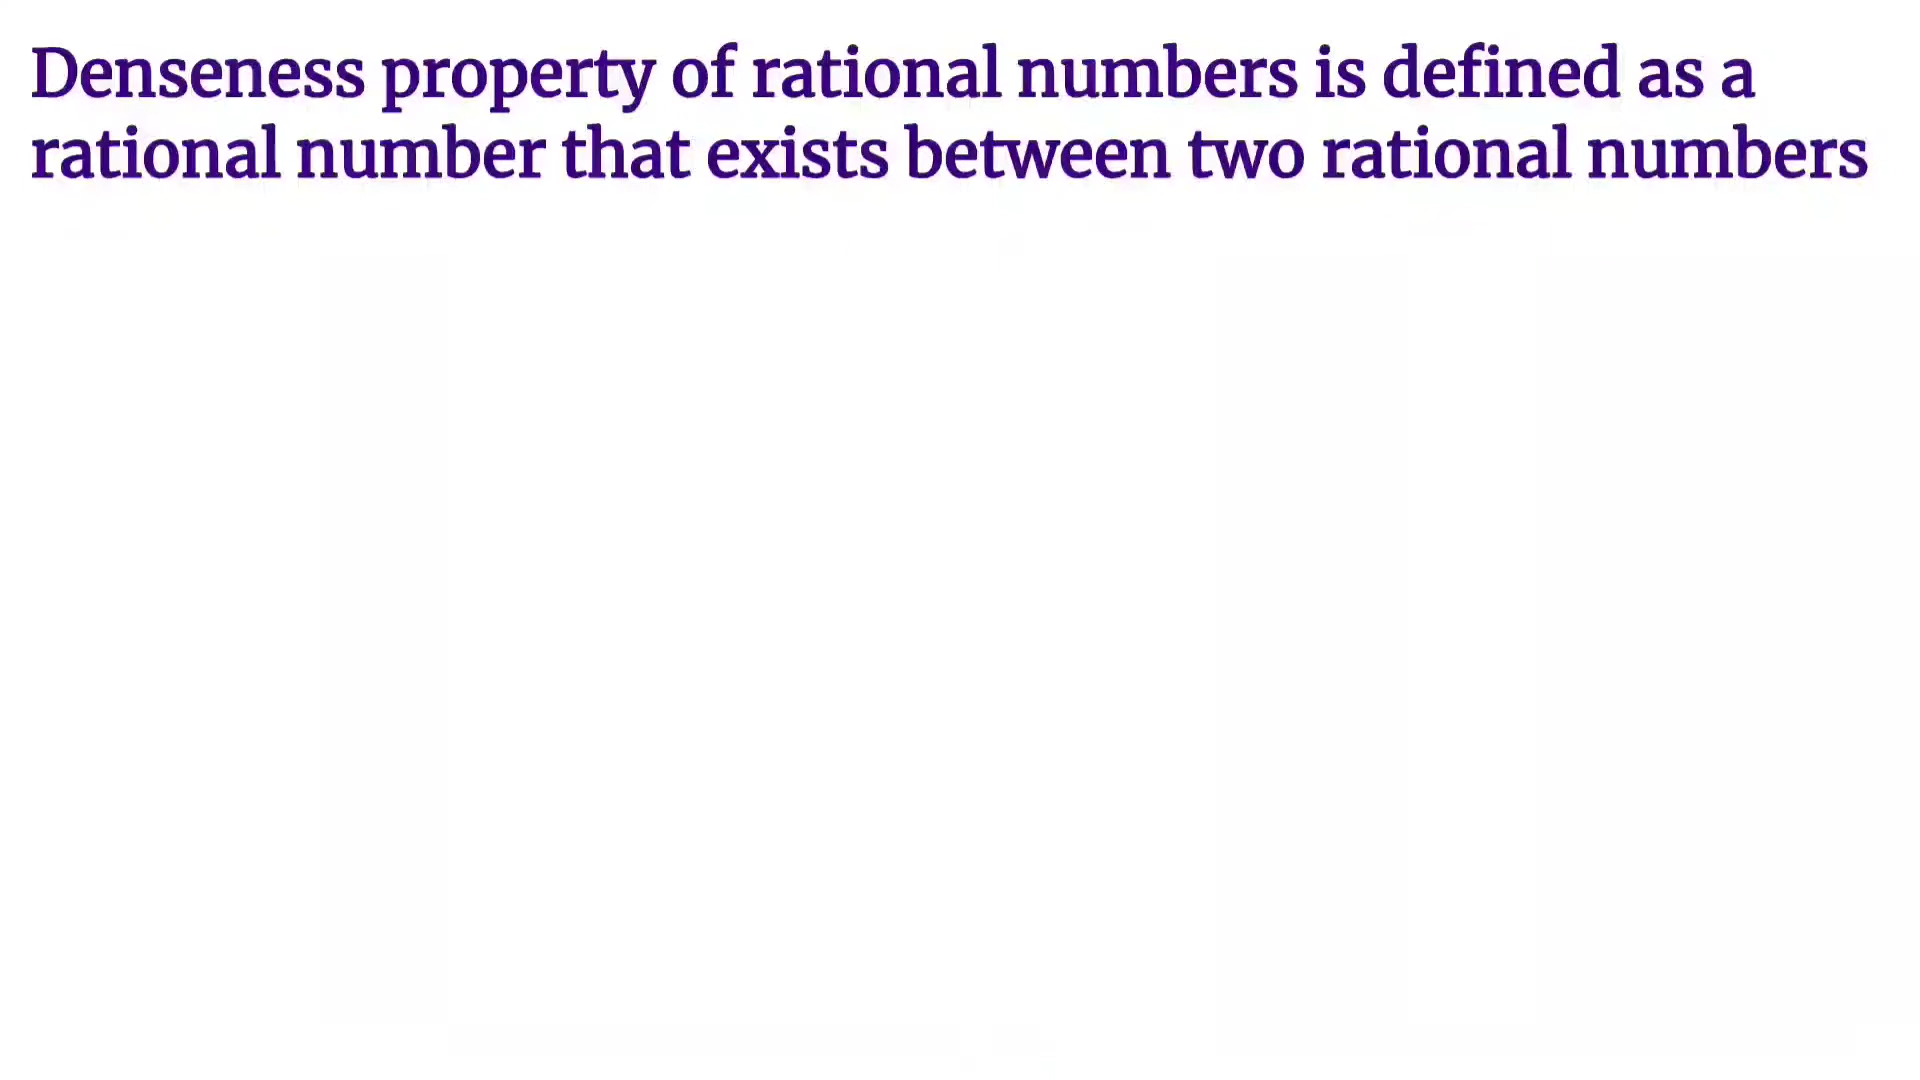 Denseness property of rational numbers is defined as a
rational number that exists between two rational numbers